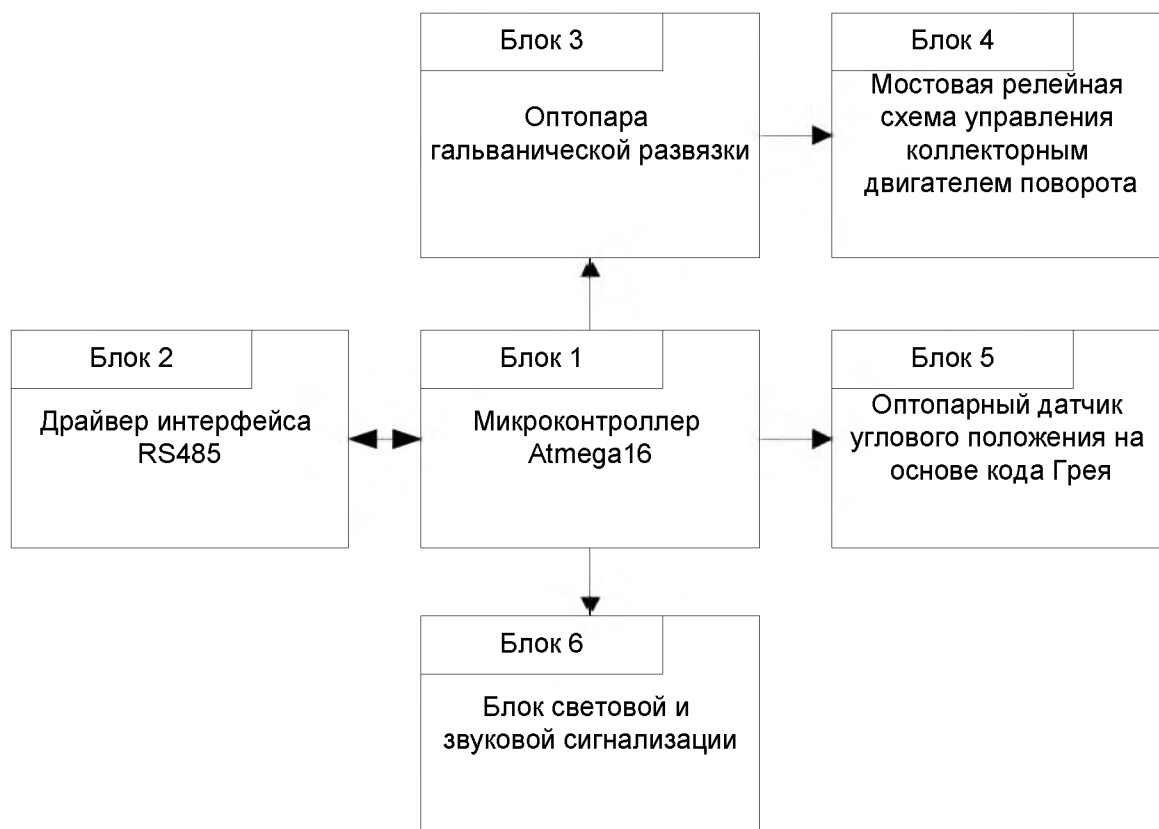 Блок 3
Оптопара
гальванической развязки
Блок 4
Мостовая релейная
схема управления
коллекторным
двигателем поворота
Блок 2
Драйвер интерфейса
RS485
Блок 1
Микроконтроллер
Atmega16
Блок 5
Оптопарный датчик
углового положения на
основе кода Грея
Блок 6
Блок световой и
звуковой сигнализации